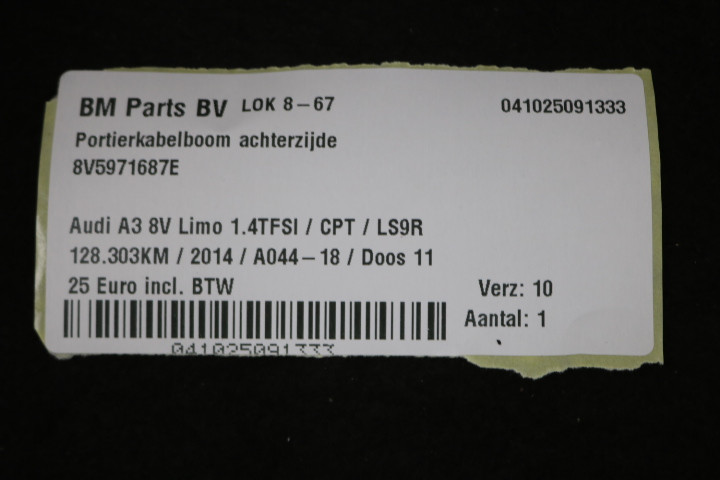 BM Parts BV LOK 8-67 041025091333
Portierkabelboom achterzijde
8V5971687E
Audi A3 8V Limo 1.4TFSI / CPT / LS9R
128.303KM / 2014 / A044-18 / Doos 11
25 Euro incl. BTW Verz: 10
Aantal: 1
041025091333